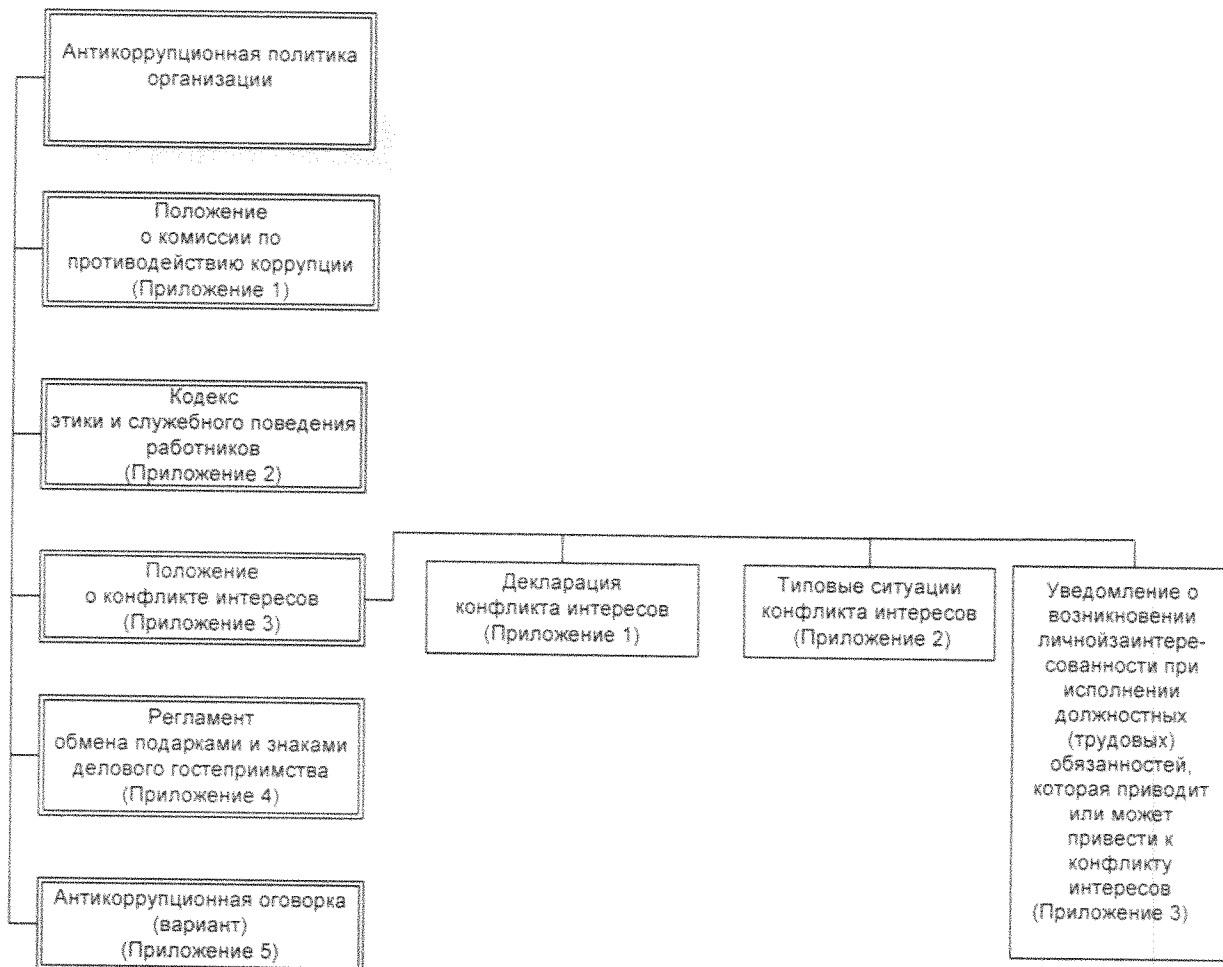 Антикоррупционная политика
организации
Положение
о комиссии по
противодействию коррупции
(Приложение 1)
Кодекс
этики и служебного поведения
работников
(Приложение 2)
Положение
о конфликте интересов
(Приложение 3)
Декларация
конфликта интересов
(Приложение 1)
Типовые ситуации
конфликта интересов
(Приложение 2)
Уведомление о
возникновении
личнойзаинтере-
сованности при
исполнении
должностных
(трудовых)
обязанностей,
которая приводит
или может
привести к
конфликту
интересов
(Приложение 3)
Регламент
обмена подарками и знаками
делового гостеприимства
(Приложение 4)
Антикоррупционная оговорка
(вариант)
(Приложение 5)